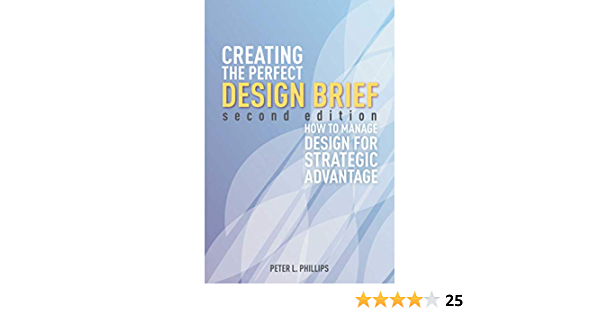 CREATING
THE PERFECT
DESIGN BRIEF
second edition
HOW TO MANAGE
DESIGN FOR
STRATEGIC
ADVANTAGE
PETER L. PHILLIPS
25